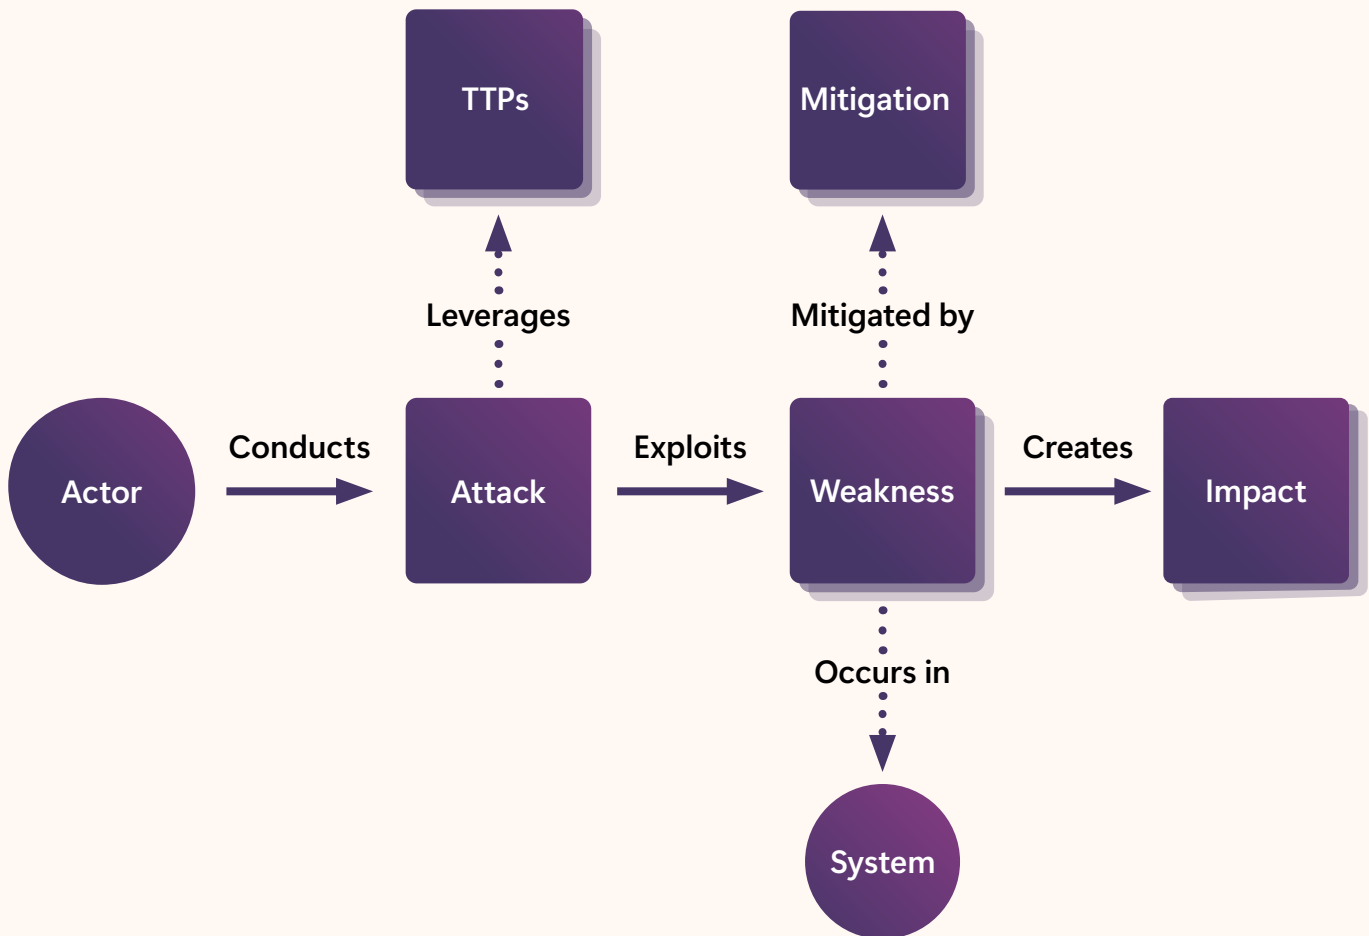 TTPs
Mitigation
Leverages
Mitigated by
Conducts
Exploits
Creates
Actor
Attack
Weakness
Impact
Occurs in
System